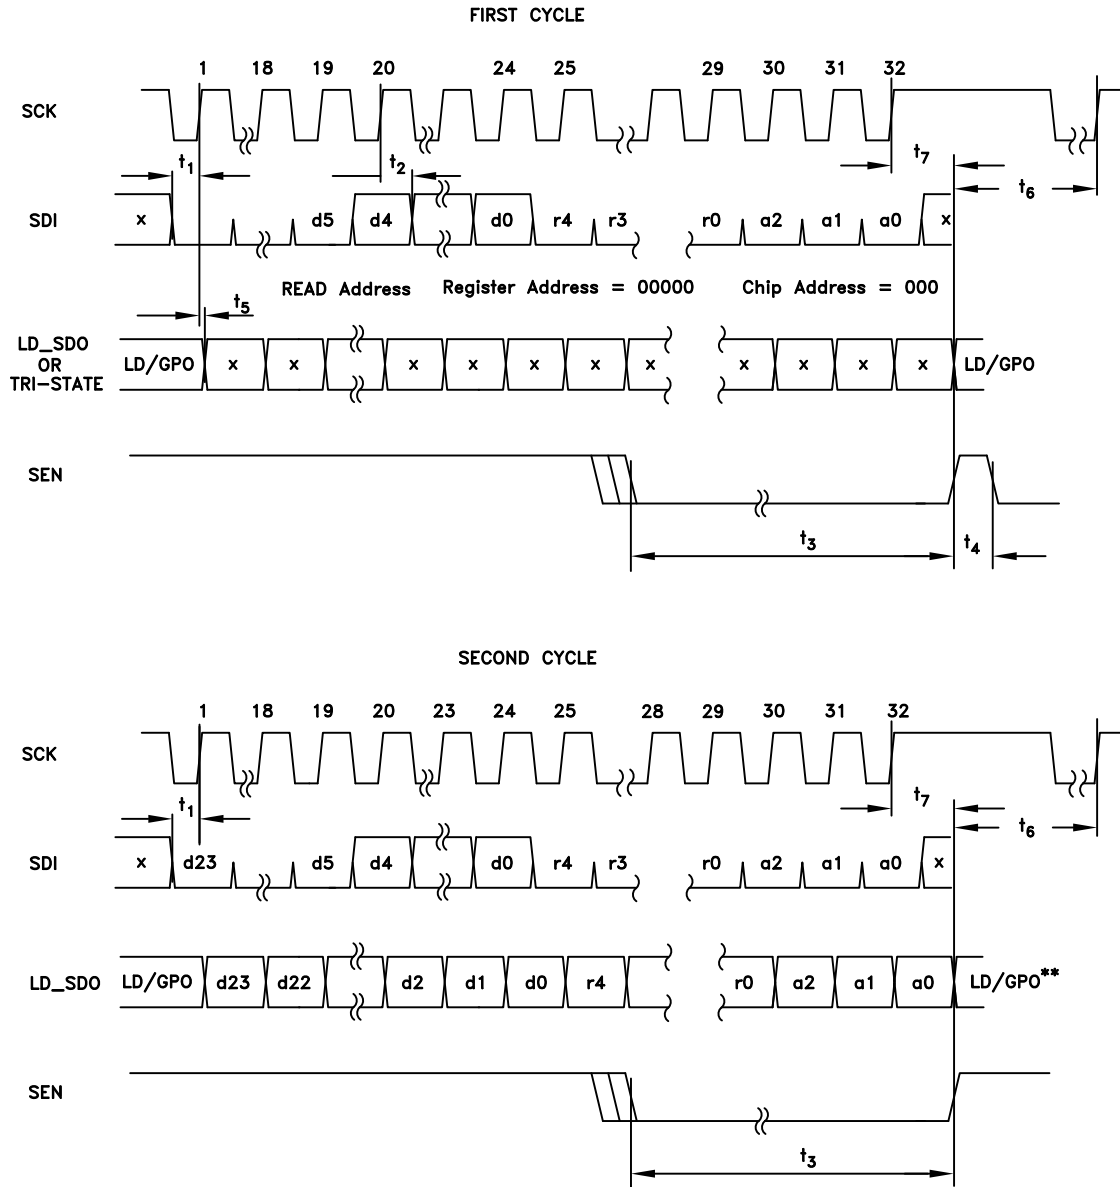 FIRST CYCLE
1 18 19 20 24 25 29 30 31 32
SCK
t1 t2 t7 t6
SDI x d5 d4 d0 r4 r3 r0 a2 a1 a0 x
READ Address Register Address = 00000 Chip Address = 000
t5
LD_SDO
OR
TRI-STATE
LD/GPO x x x x x x x x x x x LD/GPO
SEN
t3 t4
SECOND CYCLE
1 18 19 20 23 24 25 28 29 30 31 32
SCK
t1 t7 t6
SDI x d23 d5 d4 d0 r4 r3 r0 a2 a1 a0 x
LD_SDO LD/GPO d23 d22 d2 d1 d0 r4 r0 a2 a1 a0 LD/GPO**
SEN
t3